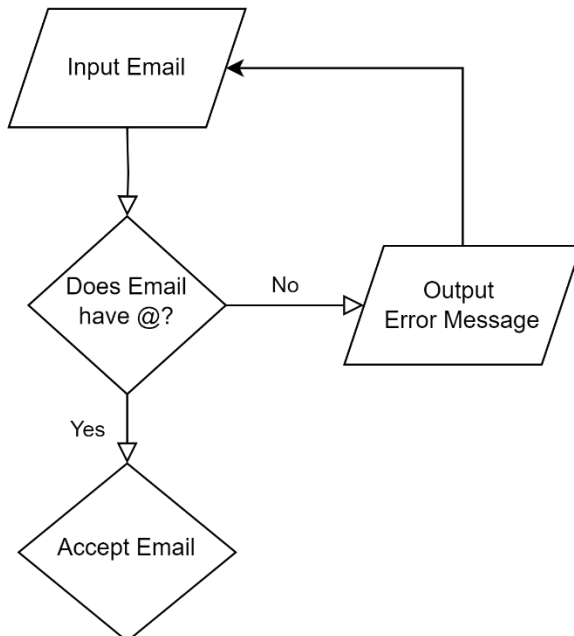 Input Email
Does Email
have @?
No
Output
Error Message
Yes
Accept Email